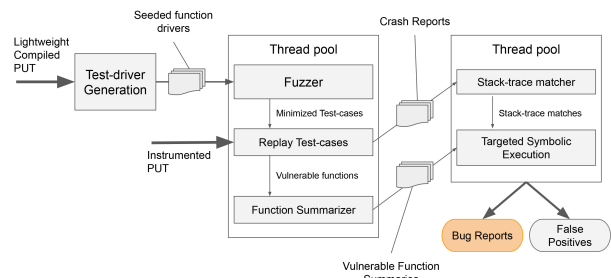 Seeded function
drivers
Crash Reports
Lightweight
Compiled
PUT
Test-driver
Generation
Thread pool
Fuzzer
Minimized Test-cases
Replay Test-cases
Instrumented
PUT
Vulnerable functions
Function Summarizer
Thread pool
Stack-trace matcher
Stack-trace matches
Targeted Symbolic
Execution
Bug Reports
False
Positives
Vulnerable Function